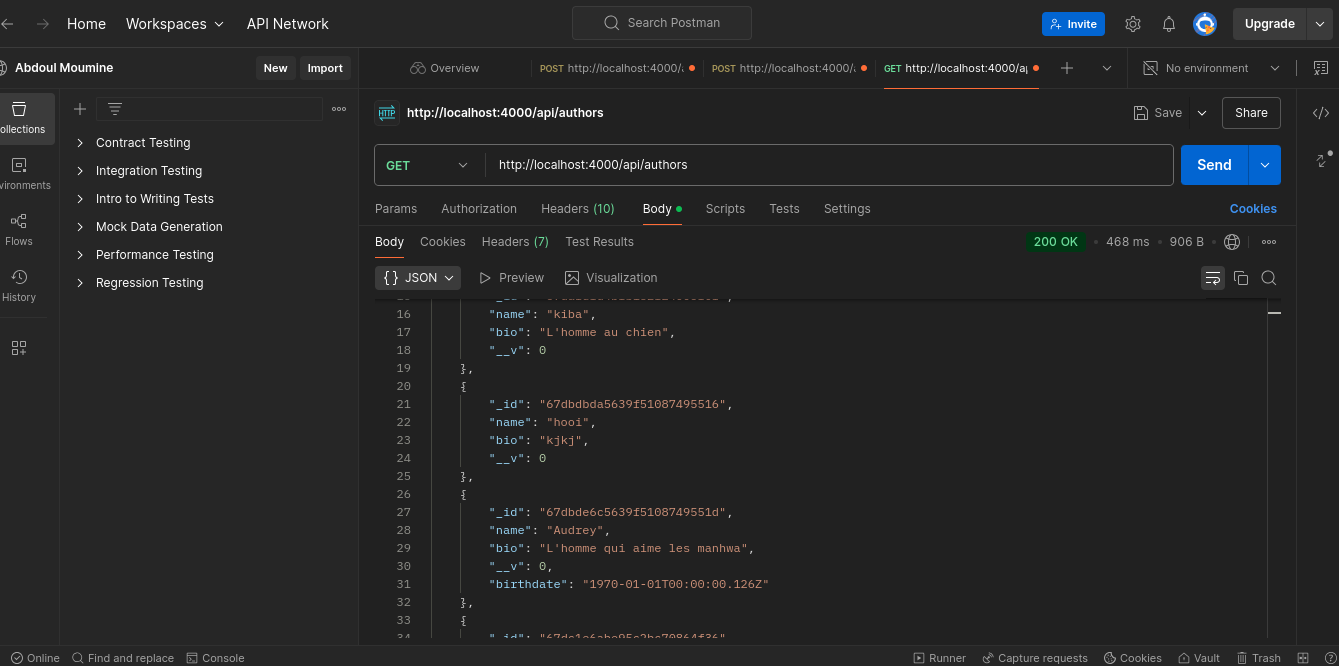 Home Workspaces API Network Search Postman Invite Upgrade
Abdoul Moumine New Import Overview POST http://localhost:4000/ POST http://localhost:4000/ GET http://localhost:4000/a No environment
http://localhost:4000/api/authors Save Share
ollections
Contract Testing
GET http://localhost:4000/api/authors Send
Integration Testing
vironments
Intro to Writing Tests
Params Authorization Headers (10) Body Scripts Tests Settings Cookies
Mock Data Generation
Flows
Body Cookies Headers (7) Test Results 200 OK 468 ms 906 B
Performance Testing
{} JSON Preview Visualization
Regression Testing
History
16 "name": "kiba",
17 "bio": "L'homme au chien",
18 "__v": 0
19 },
20 {
21 "_id": "67dbdbda5639f51087495516",
22 "name": "hooi",
23 "bio": "kjkj",
24 "__v": 0
25 },
26 {
27 "_id": "67dbde6c5639f5108749551d",
28 "name": "Audrey",
29 "bio": "L'homme qui aime les manhwa",
30 "__v": 0,
31 "birthdate": "1970-01-01T00:00:00.126Z"
32 },
33 {
34 "_id":
Online Find and replace Console Runner Capture requests Cookies Vault Trash